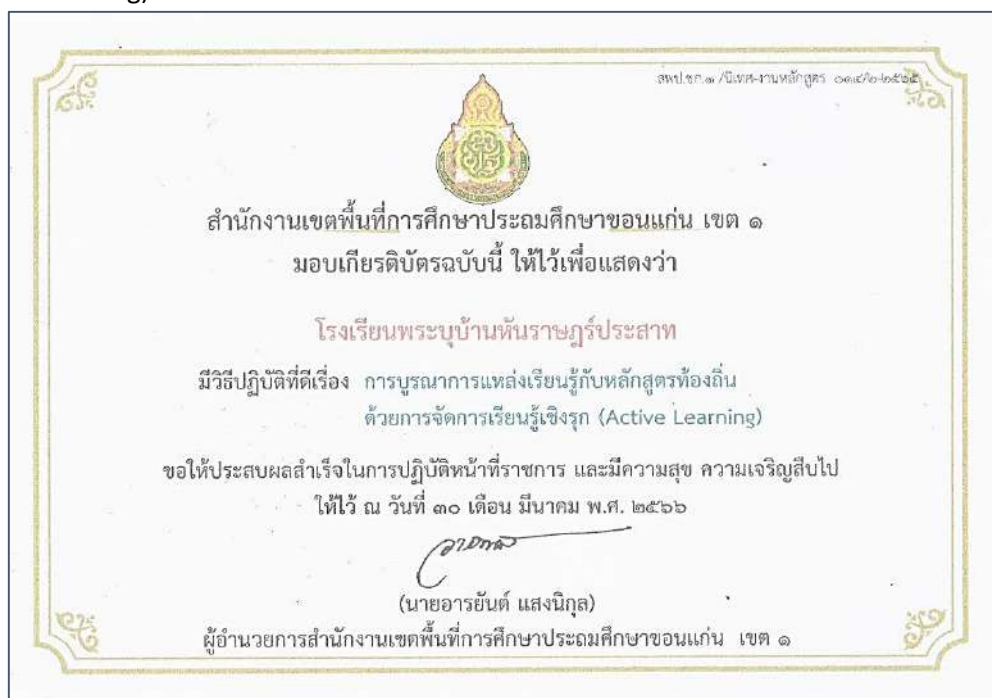 สพป.ขก.๑ /นิเทศ-งานหลักสูตร
สำนักงานเขตพื้นที่การศึกษาประถมศึกษาขอนแก่น เขต ๑
มอบเกียรติบัตรฉบับนี้ ให้ไว้เพื่อแสดงว่า
โรงเรียนพระบุบ้านหันราษฎร์ประสาท
มีวิธีปฏิบัติที่ดีเรื่อง การบูรณาการแหล่งเรียนรู้กับหลักสูตรท้องถิ่น
ด้วยการจัดการเรียนรู้เชิงรุก (Active Learning)
ขอให้ประสบผลสำเร็จในการปฏิบัติหน้าที่ราชการ และมีความสุข ความเจริญสืบไป
ให้ไว้ ณ วันที่ ๓๐ เดือน มีนาคม พ.ศ. ๒๕๖๖
(นายอารยันต์ แสงนิกุล)
ผู้อำนวยการสำนักงานเขตพื้นที่การศึกษาประถมศึกษาขอนแก่น เขต ๑